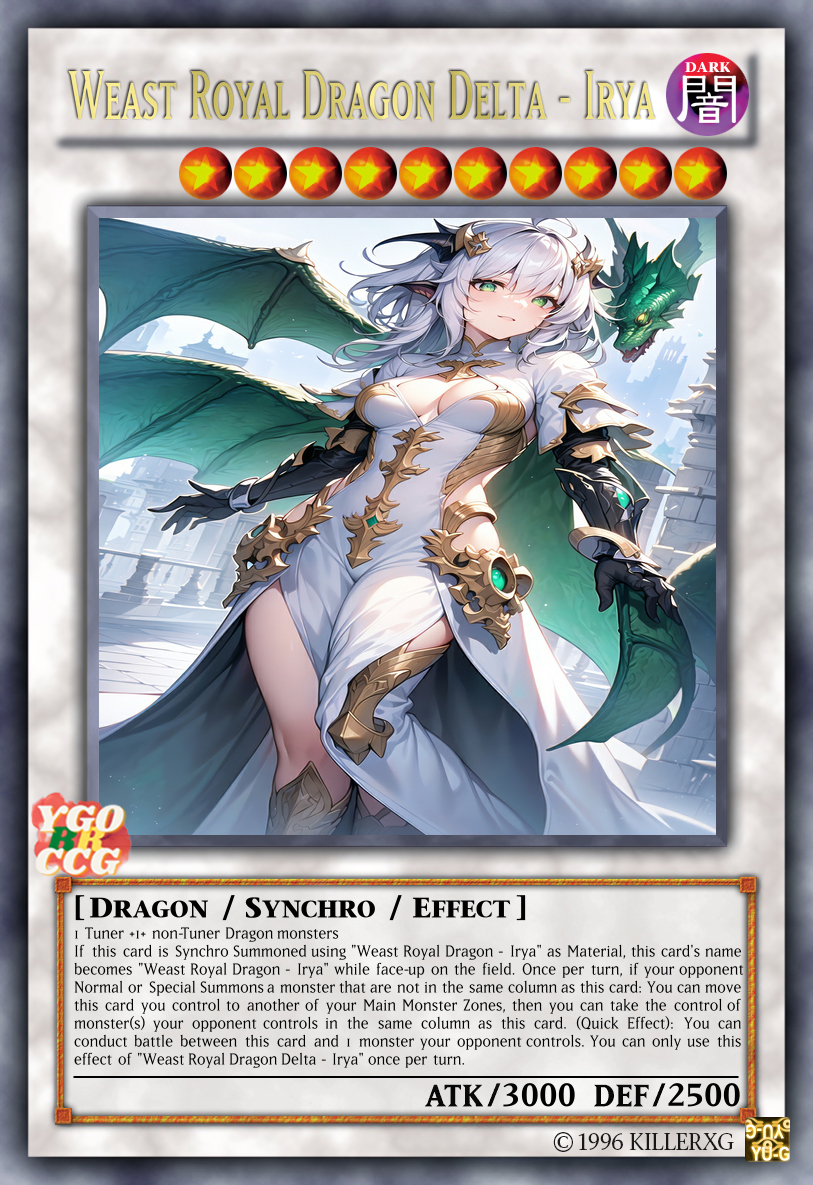 Weast Royal Dragon Delta - Irya
DARK
闇
YGO
RR
CCG
[ Dragon / Synchro / Effect ]
1 Tuner +1+ non-Tuner Dragon monsters
If this card is Synchro Summoned using "Weast Royal Dragon - Irya" as Material, this card's name
becomes "Weast Royal Dragon - Irya" while face-up on the field. Once per turn, if your opponent
Normal or Special Summons a monster that are not in the same column as this card: You can move
this card you control to another of your Main Monster Zones, then you can take the control of
monster(s) your opponent controls in the same column as this card. (Quick Effect): You can
conduct battle between this card and 1 monster your opponent controls. You can only use this
effect of "Weast Royal Dragon Delta - Irya" once per turn.
ATK/3000 DEF/2500
© 1996 KILLERXG